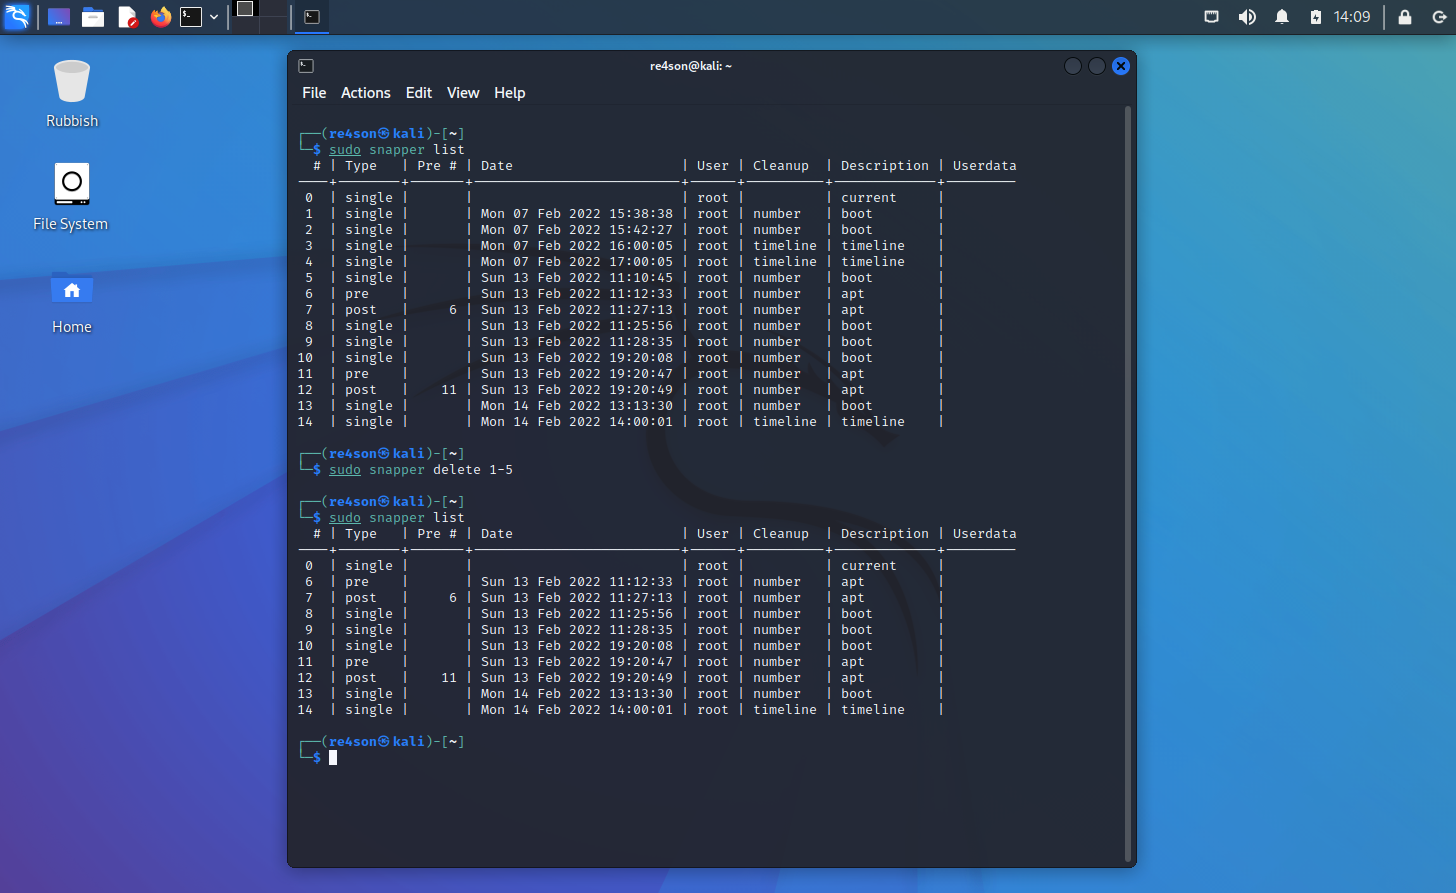 14:09
Rubbish
File System
Home
re4son@kali: ~
File Actions Edit View Help
┌──(re4son㉿kali)-[~]
└─$ sudo snapper list
  # | Type   | Pre # | Date                     | User | Cleanup  | Description | Userdata
────+────────+───────+──────────────────────────+──────+──────────+─────────────+─────────
 0  | single |       |                          | root |          | current     |
 1  | single |       | Mon 07 Feb 2022 15:38:38 | root | number   | boot        |
 2  | single |       | Mon 07 Feb 2022 15:42:27 | root | number   | boot        |
 3  | single |       | Mon 07 Feb 2022 16:00:05 | root | timeline | timeline    |
 4  | single |       | Mon 07 Feb 2022 17:00:05 | root | timeline | timeline    |
 5  | single |       | Sun 13 Feb 2022 11:10:45 | root | number   | boot        |
 6  | pre    |       | Sun 13 Feb 2022 11:12:33 | root | number   | apt         |
 7  | post   |     6 | Sun 13 Feb 2022 11:27:13 | root | number   | apt         |
 8  | single |       | Sun 13 Feb 2022 11:25:56 | root | number   | boot        |
 9  | single |       | Sun 13 Feb 2022 11:28:35 | root | number   | boot        |
10  | single |       | Sun 13 Feb 2022 19:20:08 | root | number   | boot        |
11  | pre    |       | Sun 13 Feb 2022 19:20:47 | root | number   | apt         |
12  | post   |    11 | Sun 13 Feb 2022 19:20:49 | root | number   | apt         |
13  | single |       | Mon 14 Feb 2022 13:13:30 | root | number   | boot        |
14  | single |       | Mon 14 Feb 2022 14:00:01 | root | timeline | timeline    |
┌──(re4son㉿kali)-[~]
└─$ sudo snapper delete 1-5
┌──(re4son㉿kali)-[~]
└─$ sudo snapper list
  # | Type   | Pre # | Date                     | User | Cleanup  | Description | Userdata
────+────────+───────+──────────────────────────+──────+──────────+─────────────+─────────
 0  | single |       |                          | root |          | current     |
 6  | pre    |       | Sun 13 Feb 2022 11:12:33 | root | number   | apt         |
 7  | post   |     6 | Sun 13 Feb 2022 11:27:13 | root | number   | apt         |
 8  | single |       | Sun 13 Feb 2022 11:25:56 | root | number   | boot        |
 9  | single |       | Sun 13 Feb 2022 11:28:35 | root | number   | boot        |
10  | single |       | Sun 13 Feb 2022 19:20:08 | root | number   | boot        |
11  | pre    |       | Sun 13 Feb 2022 19:20:47 | root | number   | apt         |
12  | post   |    11 | Sun 13 Feb 2022 19:20:49 | root | number   | apt         |
13  | single |       | Mon 14 Feb 2022 13:13:30 | root | number   | boot        |
14  | single |       | Mon 14 Feb 2022 14:00:01 | root | timeline | timeline    |
┌──(re4son㉿kali)-[~]
└─$